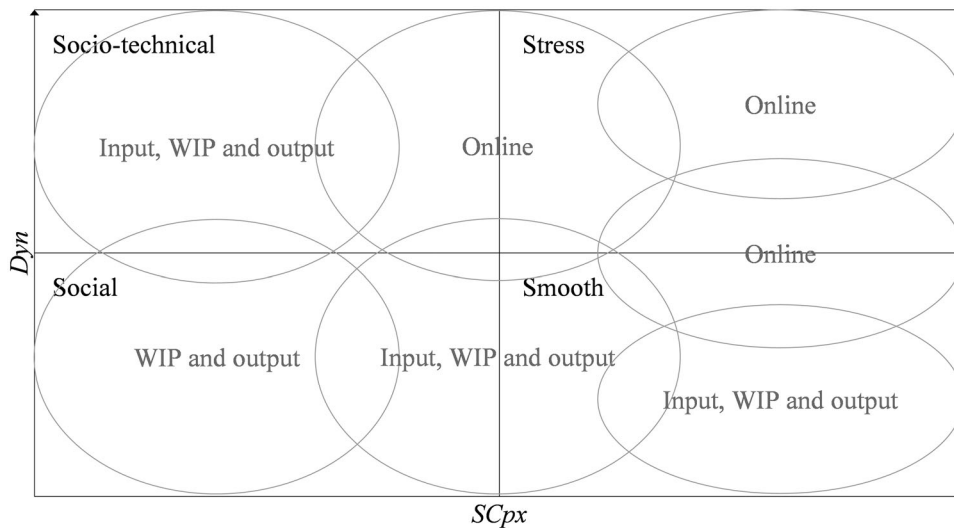 Socio-technical
Stress
Online
Input, WIP and output
Online
Dyn
Online
Social
Smooth
WIP and output
Input, WIP and output
Input, WIP and output
SCpx